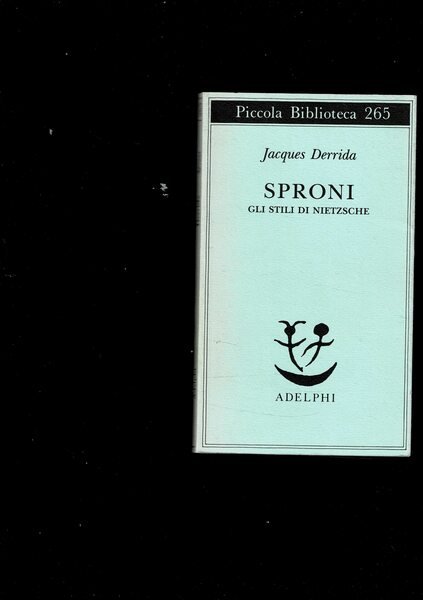 Piccola Biblioteca 265
Jacques Derrida
SPRONI
GLI STILI DI NIETZSCHE
ADELPHI